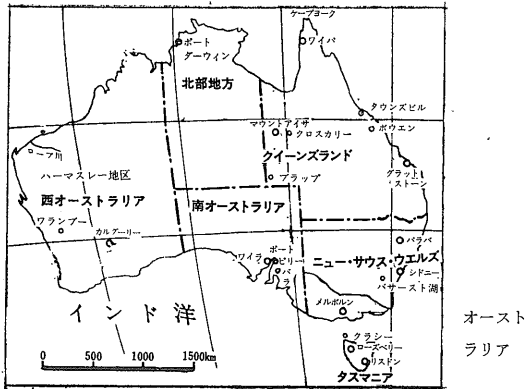 ケープヨーク
ワイパ
ポート
ダーウィン
北部地方
タウンズビル
マウントアイザ
クロスカリー
ボウエン
クイーンズランド
ーア川
ハーマスレー地区
グラット
ストーン
ブラップ
西オーストラリア
南オーストラリア
ワランブー
カルグーリー
ワイラ
ポート
ピリー
バ
ラ
ニュー・サウス・ウエルズ
バラバ
シドニー
バサースト湖
メルボルン
インド洋
クラシー
ローズベリー
リスドン
タスマニア
0 500 1000 1500km
オースト
ラリア